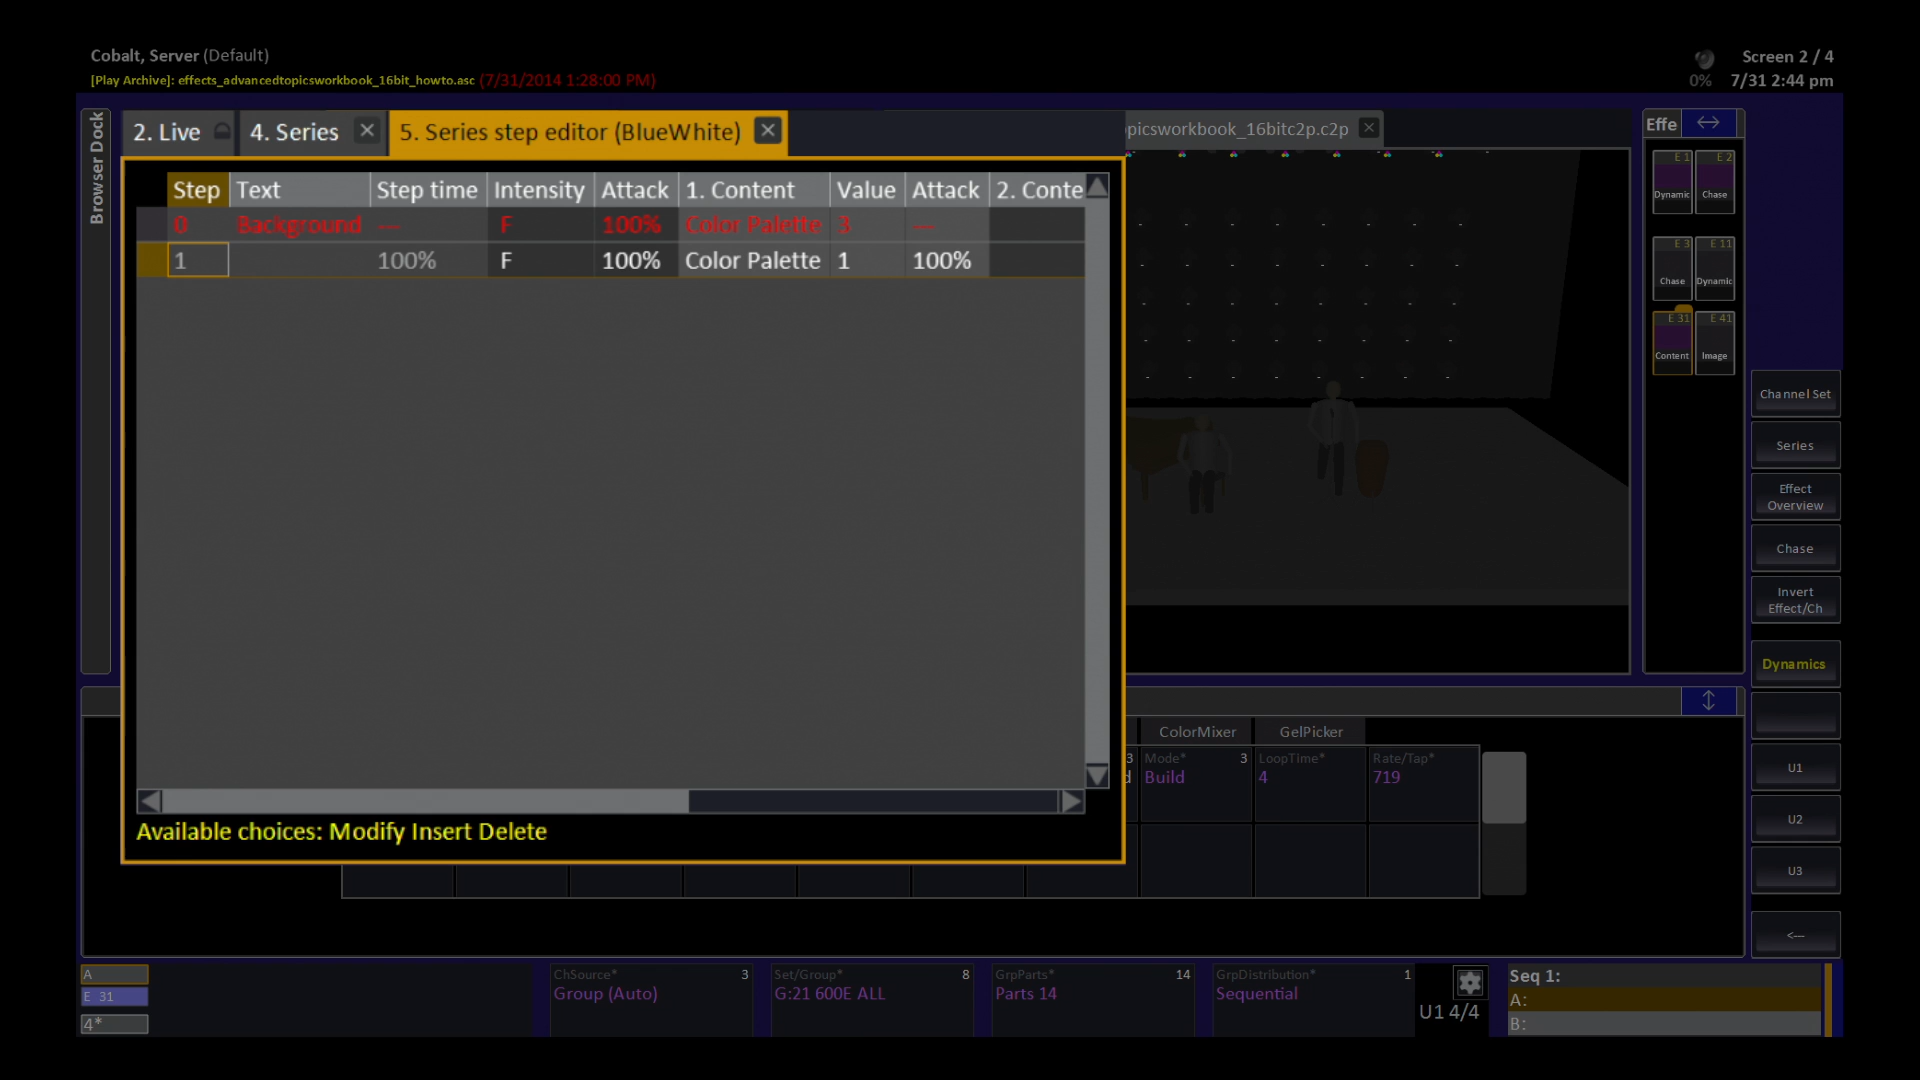 Cobalt, Server (Default)
[Play Archive]: effects_advancedtopicsworkbook_16bit_howto.asc (7/31/2014 1:28:00 PM)
Screen 2 / 4
0% 7/31 2:44 pm
Browser Dock
2. Live
4. Series
5. Series step editor (BlueWhite)
picsworkbook_16bitc2p.c2p
Step Text Step time Intensity Attack 1. Content Value Attack 2. Conte
0 Background --- F 100% Color Palette 3 ---
1 100% F 100% Color Palette 1 100%
Available choices: Modify Insert Delete
Effe
E 1 Dynamic
E 2 Chase
E 3 Chase
E 11 Dynamic
E 31 Content
E 41 Image
Channel Set
Series
Effect
Overview
Chase
Invert
Effect/Ch
Dynamics
U1
U2
U3
<---
ColorMixer GelPicker
3 Mode* 3 LoopTime* Rate/Tap*
d Build 4 719
A
E 31
4*
ChSource* 3 Set/Group* 8 GrpParts* 14 GrpDistribution* 1
Group (Auto) G:21 600E ALL Parts 14 Sequential
U1 4/4
Seq 1:
A:
B: